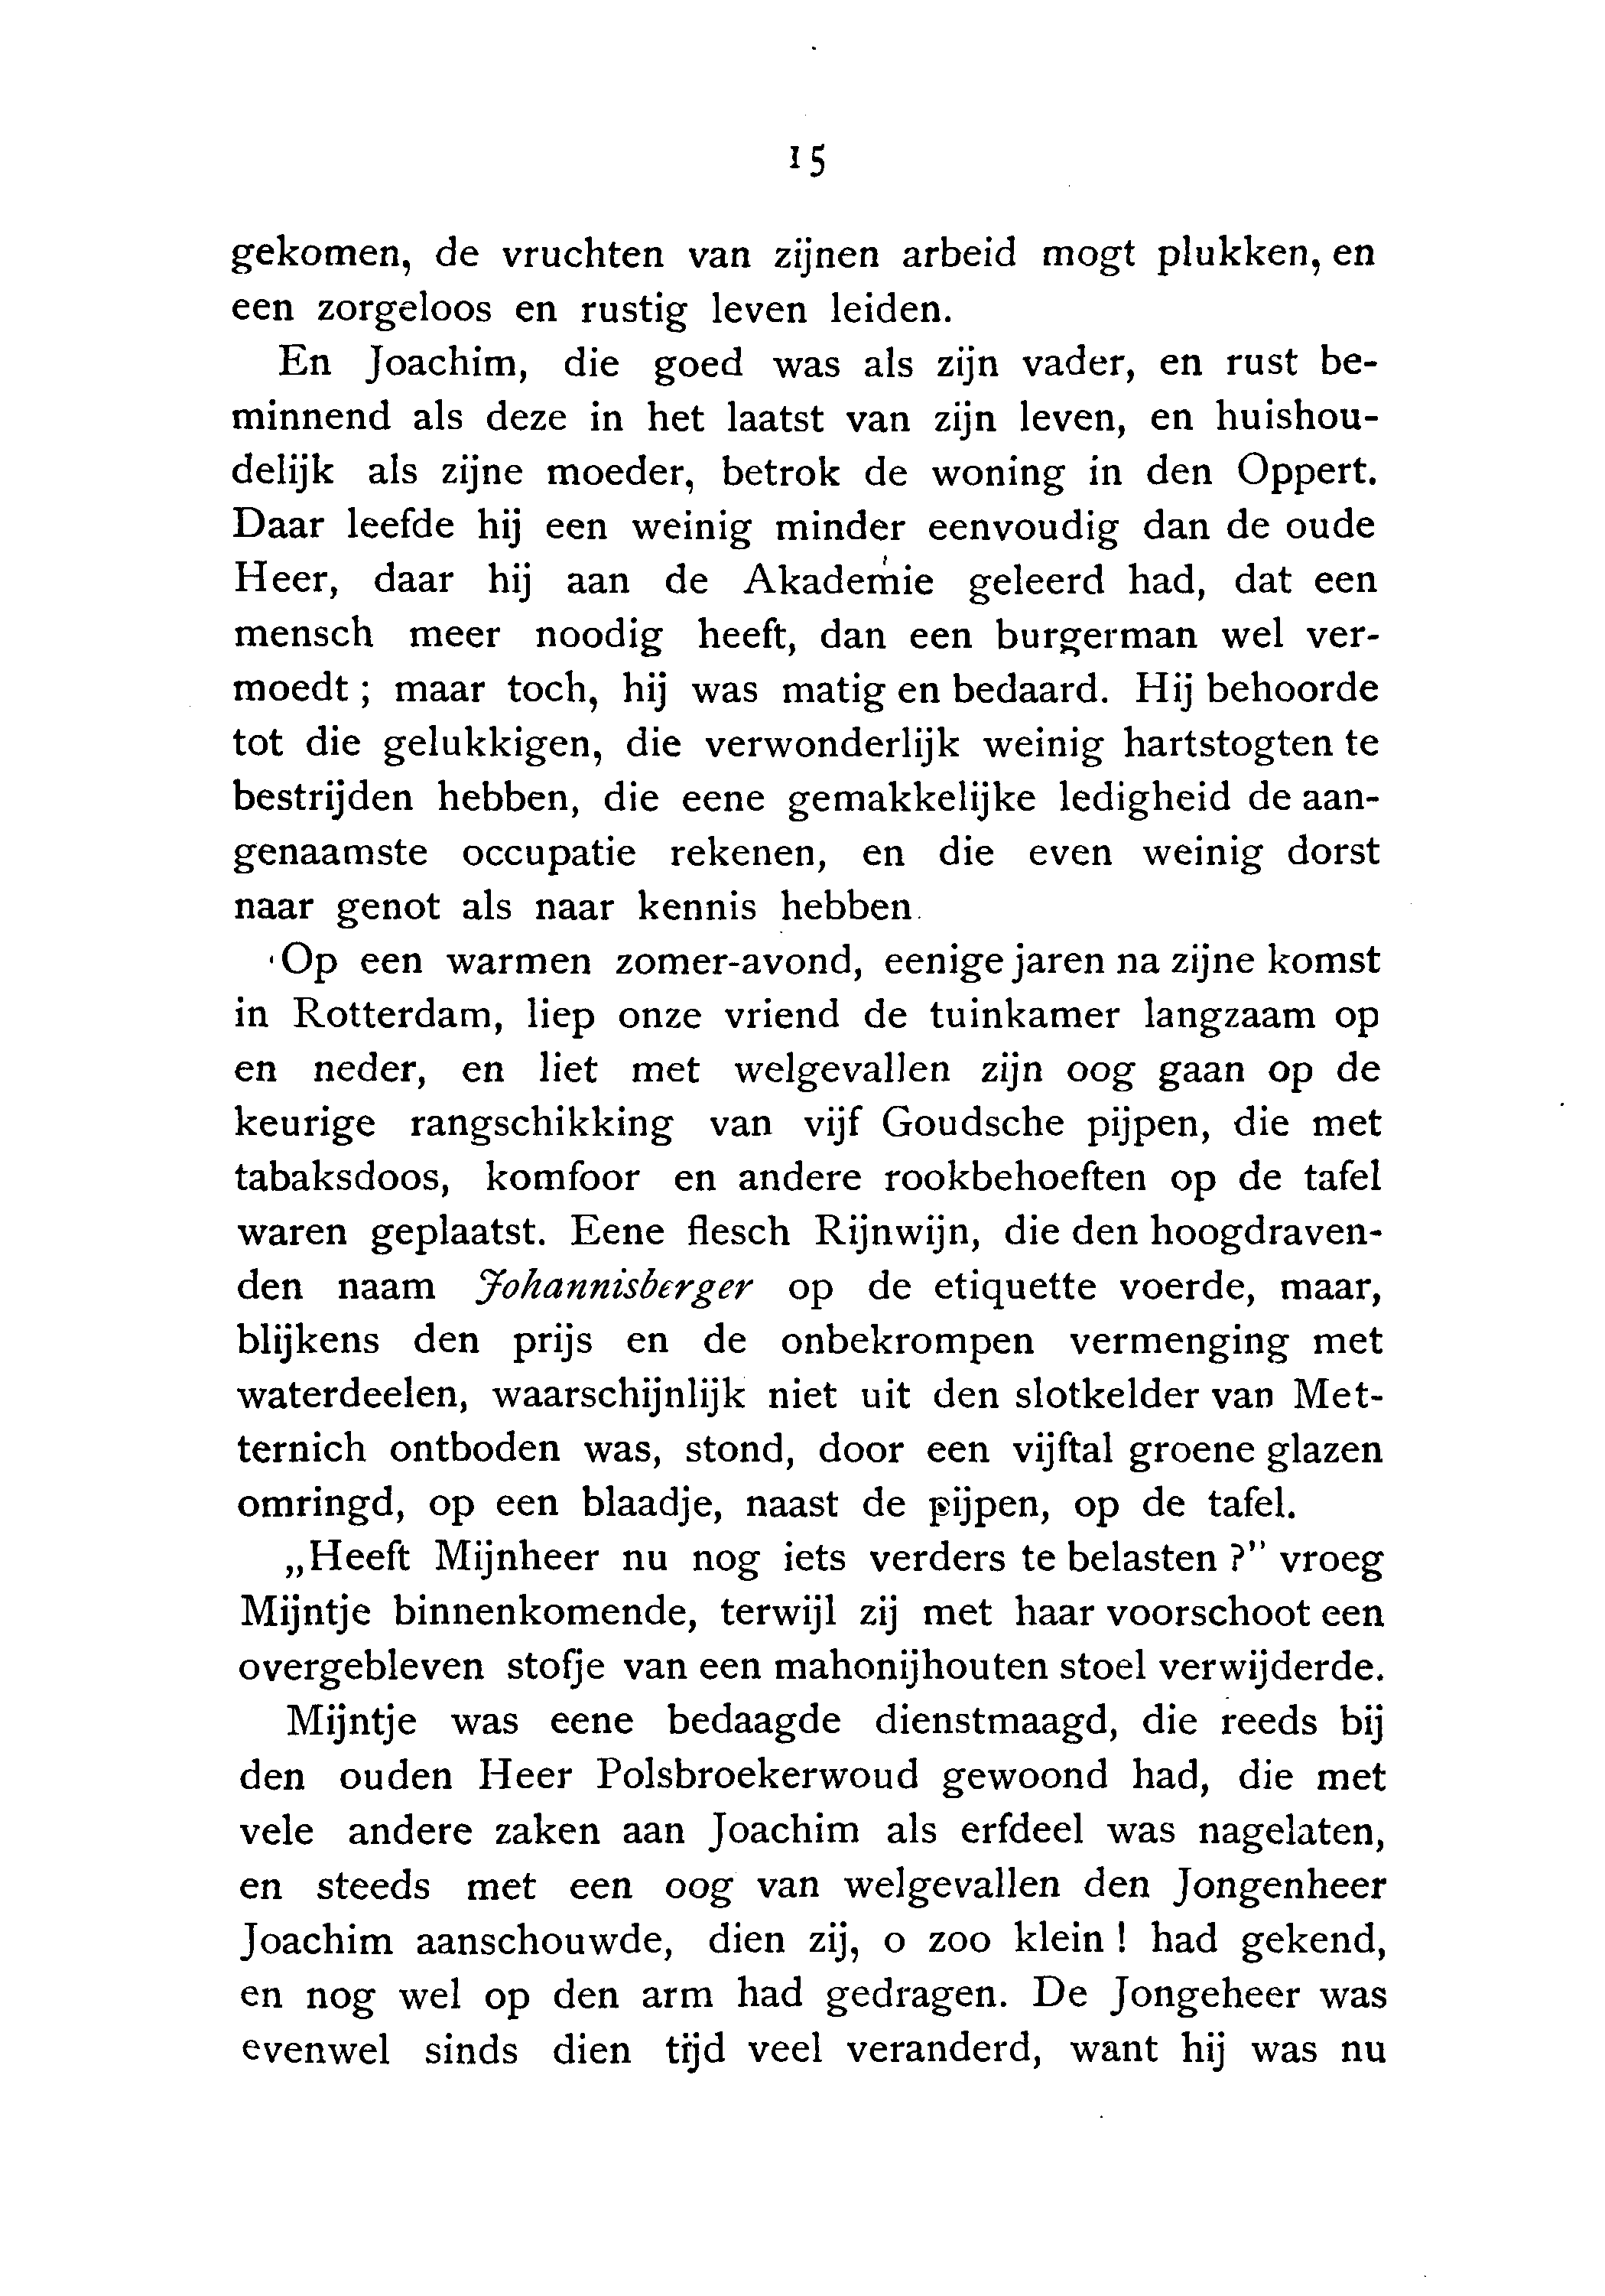 15
gekomen, de vruchten van zijnen arbeid mogt plukken, en
een zorgeloos en rustig leven leiden.
En Joachim, die goed was als zijn vader, en rust be-
minnend als deze in het laatst van zijn leven, en huishou-
delijk als zijne moeder, betrok de woning in den Oppert.
Daar leefde hij een weinig minder eenvoudig dan de oude
Heer, daar hij aan de Akademie geleerd had, dat een
mensch meer noodig heeft, dan een burgerman wel ver-
moedt ; maar toch, hij was matig en bedaard. Hij behoorde
tot die gelukkigen, die verwonderlijk weinig hartstogten te
bestrijden hebben, die eene gemakkelijke ledigheid de aan-
genaamste occupatie rekenen, en die even weinig dorst
naar genot als naar kennis hebben.
Op een warmen zomer-avond, eenige jaren na zijne komst
in Rotterdam, liep onze vriend de tuinkamer langzaam op
en neder, en liet met welgevallen zijn oog gaan op de
keurige rangschikking van vijf Goudsche pijpen, die met
tabaksdoos, komfoor en andere rookbehoeften op de tafel
waren geplaatst. Eene flesch Rijnwijn, die den hoogdraven-
den naam Johannisberger op de etiquette voerde, maar,
blijkens den prijs en de onbekrompen vermenging met
waterdeelen, waarschijnlijk niet uit den slotkelder van Met-
ternich ontboden was, stond, door een vijftal groene glazen
omringd, op een blaadje, naast de pijpen, op de tafel.
„Heeft Mijnheer nu nog iets verders te belasten ?” vroeg
Mijntje binnenkomende, terwijl zij met haar voorschoot een
overgebleven stofje van een mahonijhouten stoel verwijderde.
Mijntje was eene bedaagde dienstmaagd, die reeds bij
den ouden Heer Polsbroekerwoud gewoond had, die met
vele andere zaken aan Joachim als erfdeel was nagelaten,
en steeds met een oog van welgevallen den Jongenheer
Joachim aanschouwde, dien zij, o zoo klein ! had gekend,
en nog wel op den arm had gedragen. De Jongeheer was
evenwel sinds dien tijd veel veranderd, want hij was nu